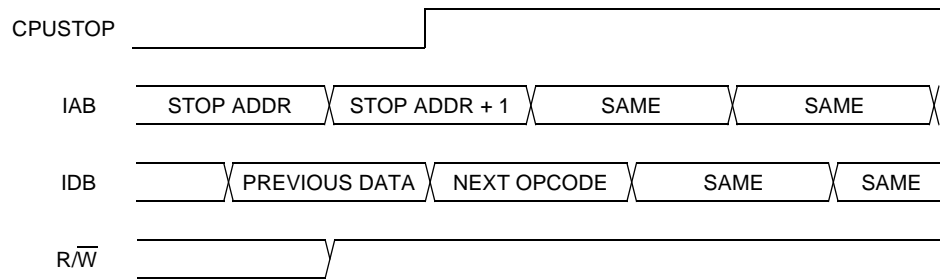 CPUSTOP
IAB STOP ADDR STOP ADDR + 1 SAME SAME
IDB PREVIOUS DATA NEXT OPCODE SAME SAME
R/W̅